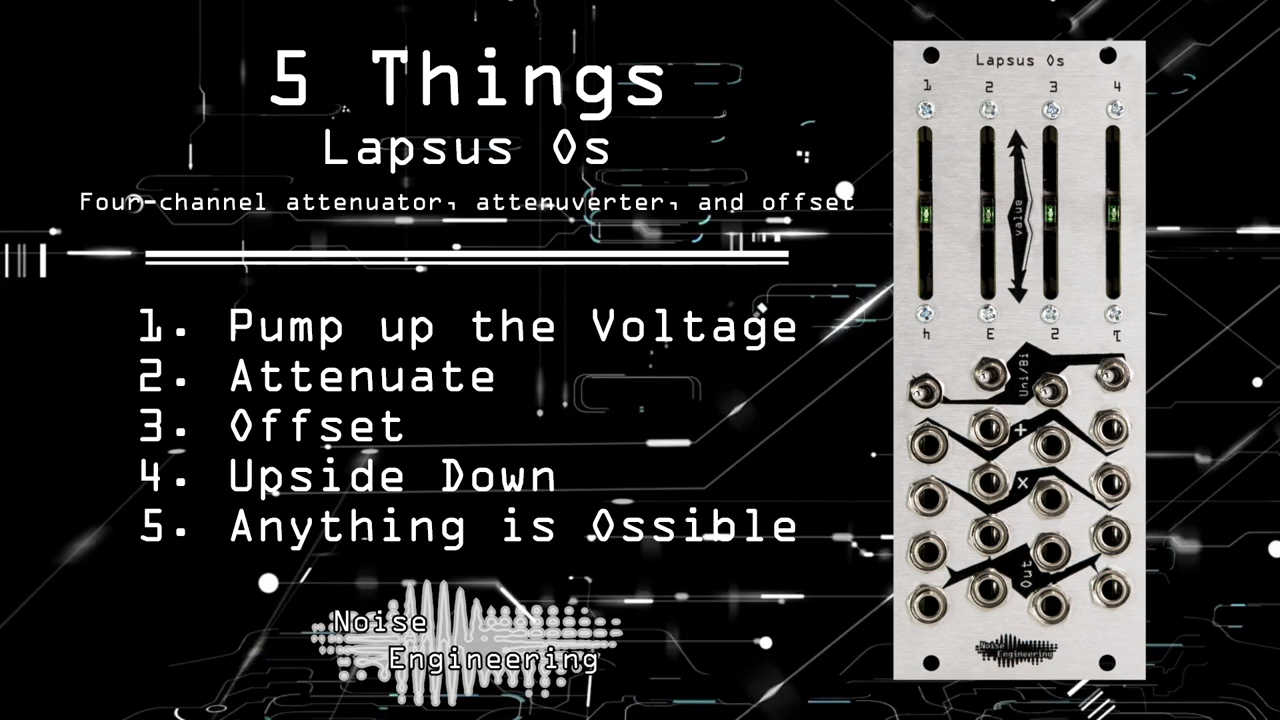 5 Things
Lapsus Os
Four-channel attenuator, attenuverter, and offset
1. Pump up the Voltage
2. Attenuate
3. Offset
4. Upside Down
5. Anything is Ossible
Noise
Engineering
Lapsus Os
1 2 3 4
Value
Uni/Bi
+
x
Out
Noise
Engineering